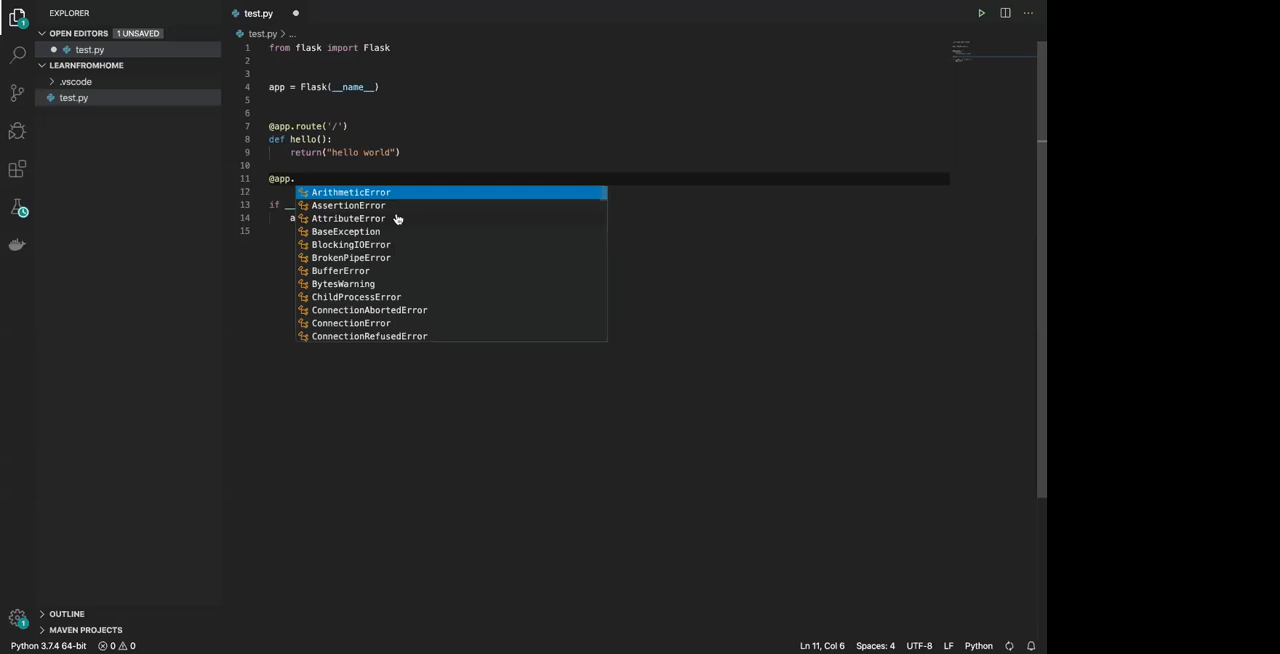 EXPLORER
OPEN EDITORS 1 UNSAVED
test.py
LEARNFROMHOME
.vscode
test.py
OUTLINE
MAVEN PROJECTS
1
1
test.py
test.py > ...
1 from flask import Flask
2
3
4 app = Flask(__name__)
5
6
7 @app.route('/')
8 def hello():
9 return("hello world")
10
11 @app.
12
13 if __
14 a
15
ArithmeticError
AssertionError
AttributeError
BaseException
BlockingIOError
BrokenPipeError
BufferError
BytesWarning
ChildProcessError
ConnectionAbortedError
ConnectionError
ConnectionRefusedError
Python 3.7.4 64-bit 0 0 Ln 11, Col 6 Spaces: 4 UTF-8 LF Python